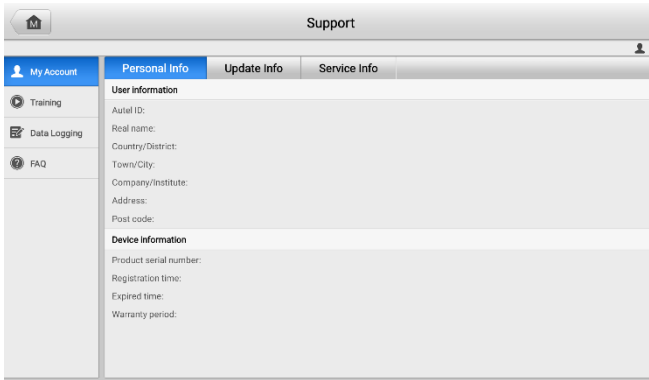 M
Support
My Account
Training
Data Logging
? FAQ
Personal Info Update Info Service Info
User information
Autel ID:
Real name:
Country/District:
Town/City:
Company/Institute:
Address:
Post code:
Device information
Product serial number:
Registration time:
Expired time:
Warranty period: